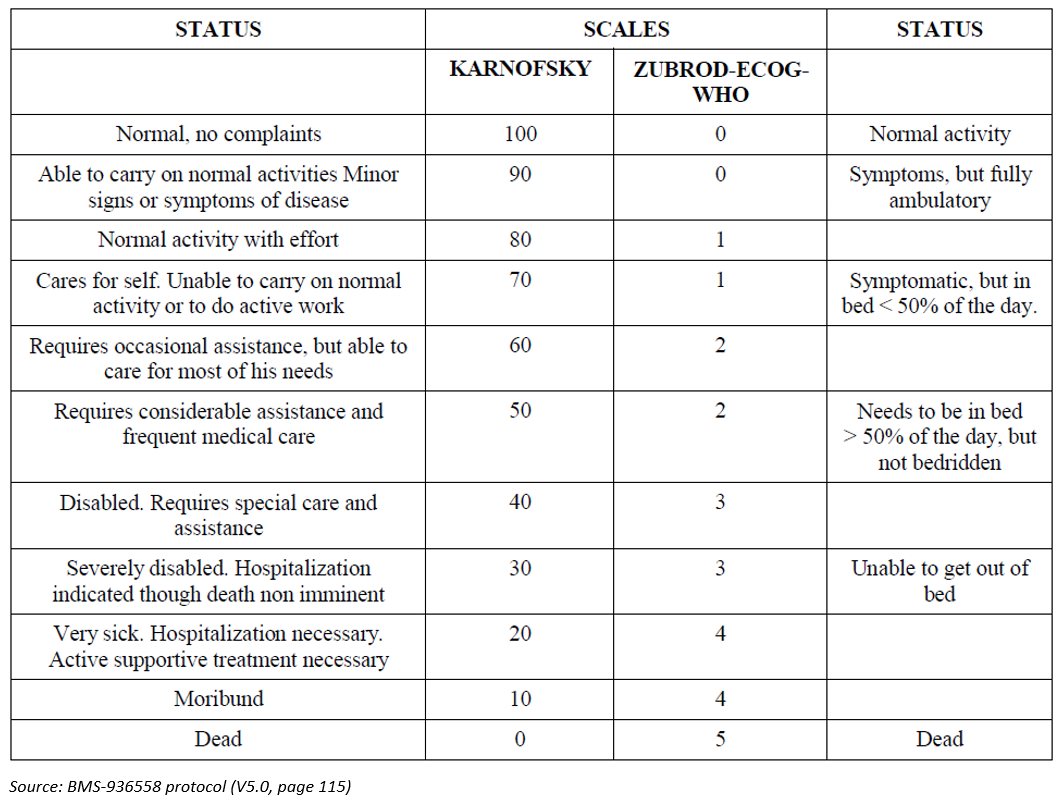 STATUS SCALES STATUS
KARNOFSKY ZUBROD-ECOG-
WHO
Normal, no complaints 100 0 Normal activity
Able to carry on normal activities Minor 90 0 Symptoms, but fully
signs or symptoms of disease ambulatory
Normal activity with effort 80 1
Cares for self. Unable to carry on normal 70 1 Symptomatic, but in
activity or to do active work bed < 50% of the day.
Requires occasional assistance, but able to 60 2
care for most of his needs
Requires considerable assistance and 50 2 Needs to be in bed
frequent medical care > 50% of the day, but
not bedridden
Disabled. Requires special care and 40 3
assistance
Severely disabled. Hospitalization 30 3 Unable to get out of
indicated though death non imminent bed
Very sick. Hospitalization necessary. 20 4
Active supportive treatment necessary
Moribund 10 4
Dead 0 5 Dead
Source: BMS-936558 protocol (V5.0, page 115)